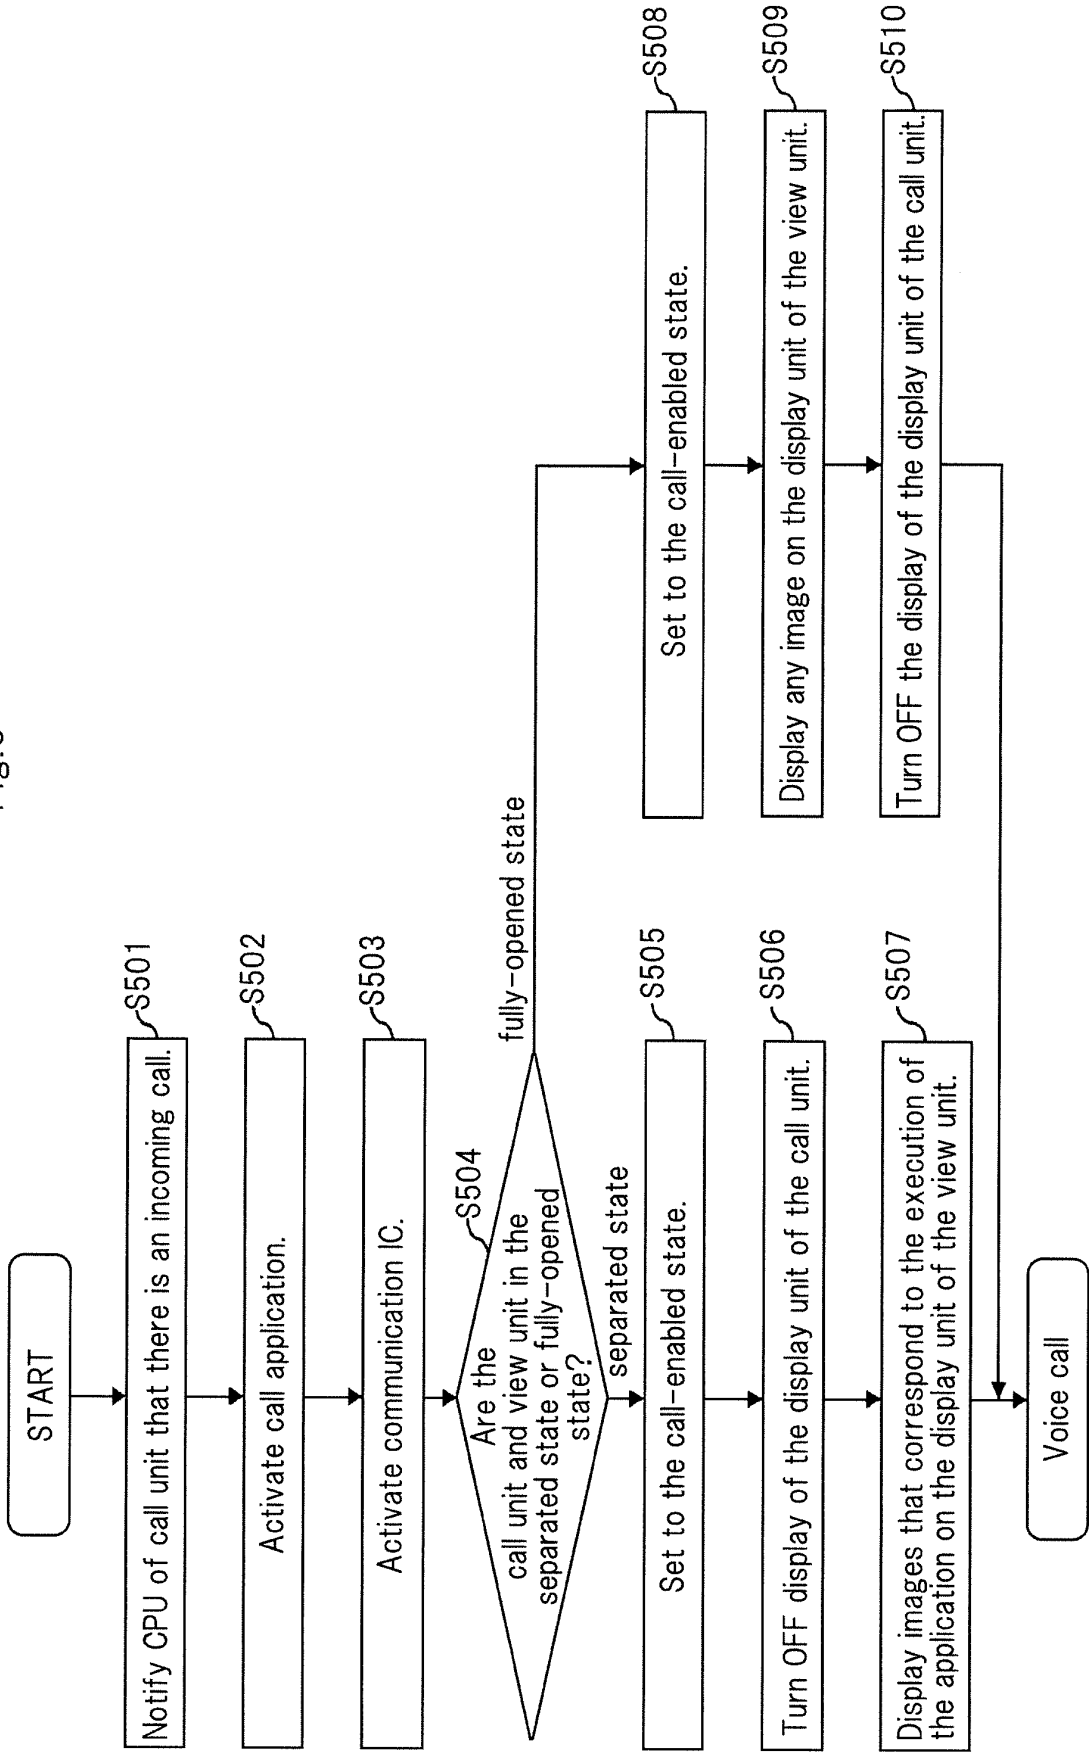 START
Notify CPU of call unit that there is an incoming call.
S501
Activate call application.
S502
Activate communication IC.
S503
Are the
call unit and view unit in the
separated state or fully-opened
state?
S504
fully-opened state
separated state
Set to the call-enabled state.
S505
Turn OFF display of the display unit of the call unit.
S506
Display images that correspond to the execution of
the application on the display unit of the view unit.
S507
Set to the call-enabled state.
S508
Display any image on the display unit of the view unit.
S509
Turn OFF the display of the display unit of the call unit.
S510
Voice call